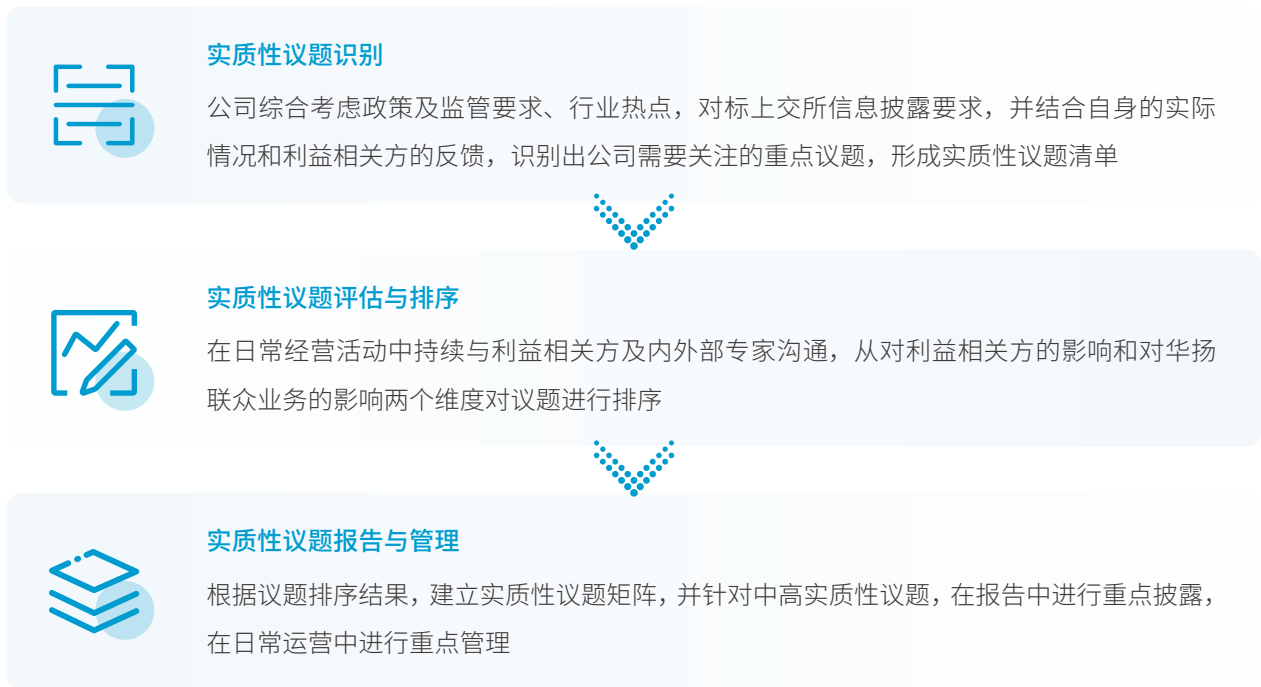 实质性议题识别
公司综合考虑政策及监管要求、行业热点，对标上交所信息披露要求，并结合自身的实际
情况和利益相关方的反馈，识别出公司需要关注的重点议题，形成实质性议题清单
实质性议题评估与排序
在日常经营活动中持续与利益相关方及内外部专家沟通，从对利益相关方的影响和对华扬
联众业务的影响两个维度对议题进行排序
实质性议题报告与管理
根据议题排序结果，建立实质性议题矩阵，并针对中高实质性议题，在报告中进行重点披露，
在日常运营中进行重点管理